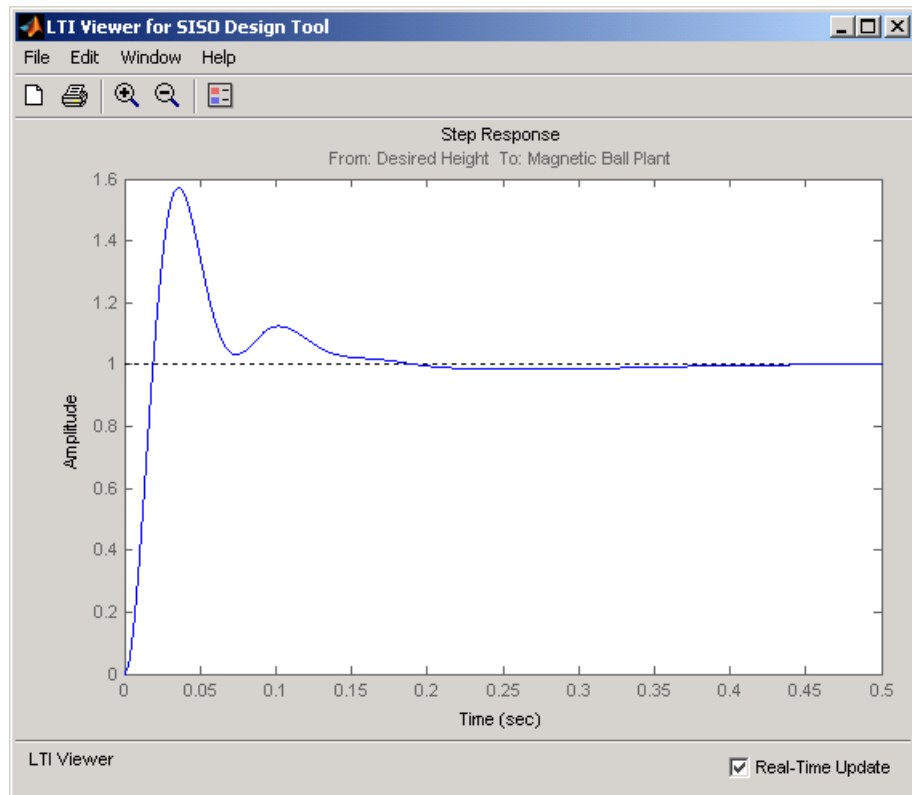 LTI Viewer for SISO Design Tool
File Edit Window Help
Step Response
From: Desired Height To: Magnetic Ball Plant
1.6
1.4
1.2
1
0.8
0.6
0.4
0.2
0
Amplitude
0 0.05 0.1 0.15 0.2 0.25 0.3 0.35 0.4 0.45 0.5
Time (sec)
LTI Viewer
Real-Time Update